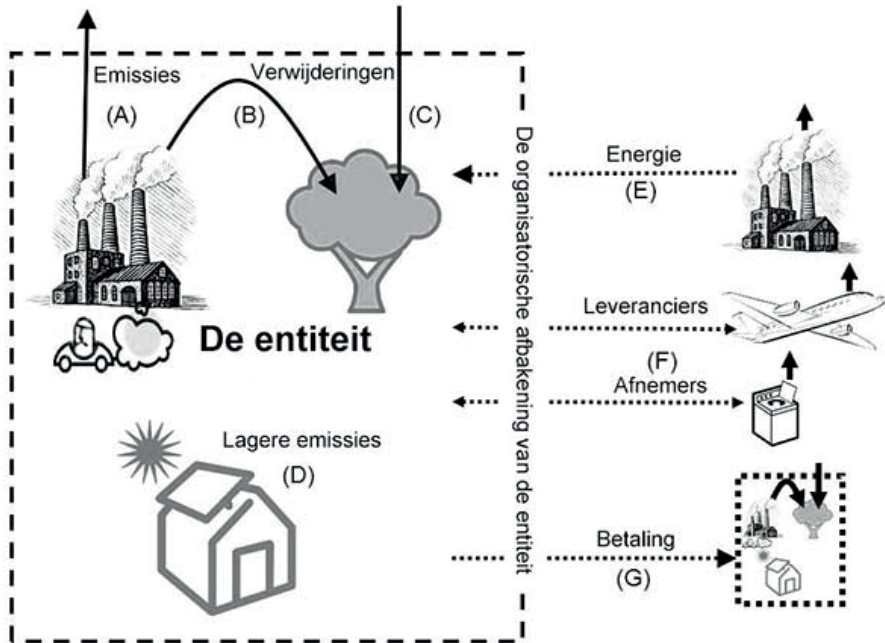 Emissies
(A)
(B)
Verwijderingen
(C)
De entiteit
Lagere emissies
(D)
De organisatorische afbakening van de entiteit
Energie
(E)
Leveranciers
(F)
Afnemers
Betaling
(G)